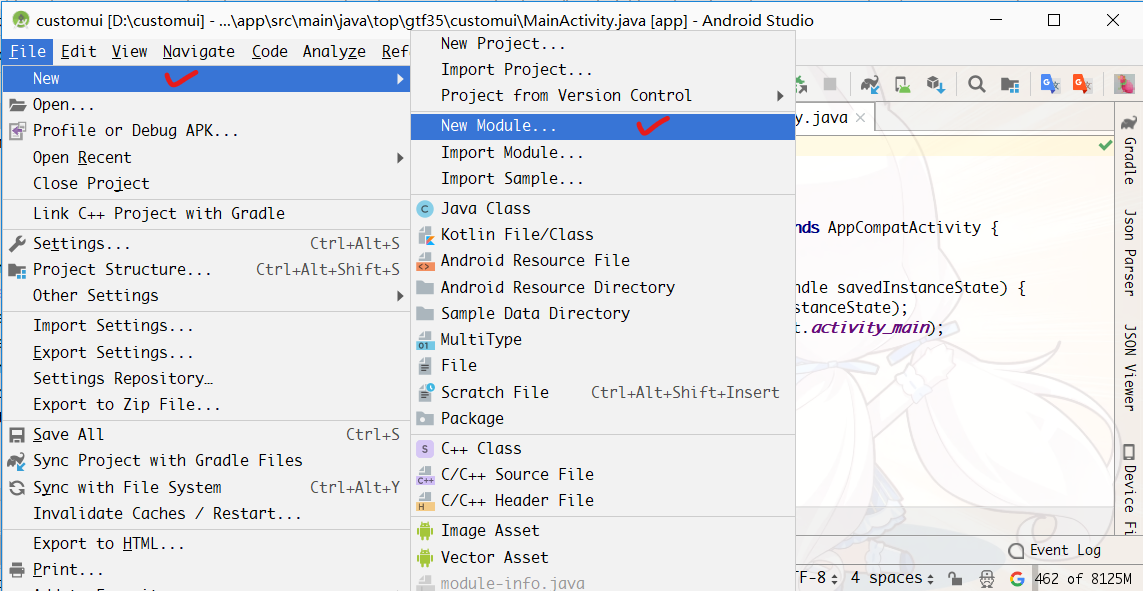 customui [D:\customui] - ...\app\src\main\java\top\gtf35\customui\MainActivity.java [app] - Android Studio
File Edit View Navigate Code Analyze Ref
New
Open...
Profile or Debug APK...
Open Recent
Close Project
Link C++ Project with Gradle
Settings... Ctrl+Alt+S
Project Structure... Ctrl+Alt+Shift+S
Other Settings
Import Settings...
Export Settings...
Settings Repository…
Export to Zip File...
Save All Ctrl+S
Sync Project with Gradle Files
Sync with File System Ctrl+Alt+Y
Invalidate Caches / Restart...
Export to HTML...
Print...
New Project...
Import Project...
Project from Version Control
New Module...
Import Module...
Import Sample...
C Java Class
Kotlin File/Class
Android Resource File
Android Resource Directory
Sample Data Directory
01 MultiType
File
Scratch File Ctrl+Alt+Shift+Insert
Package
S C++ Class
C++ C/C++ Source File
H C/C++ Header File
Image Asset
Vector Asset
module-info.java
y.java
nds AppCompatActivity {
ndle savedInstanceState) {
stanceState);
t.activity_main);
Gradle
Json Parser
JSON Viewer
Device Fi
Event Log
TF-8 4 spaces G 462 of 8125M